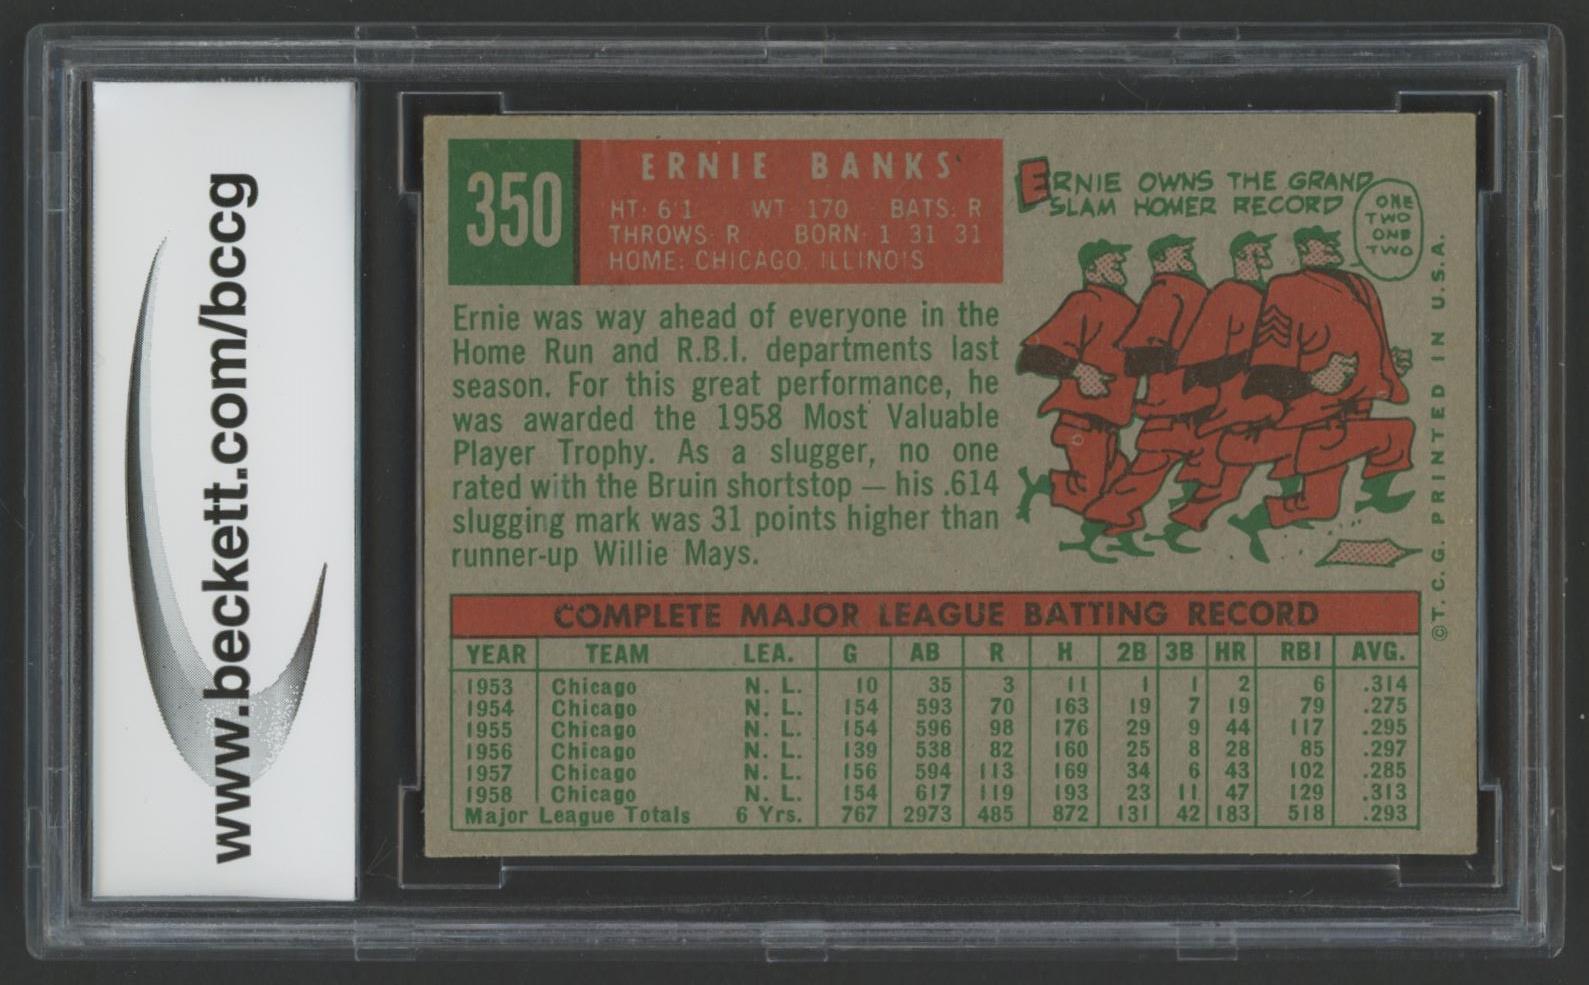 www.beckett.com/bccg
350
ERNIE BANKS
HT: 6'1 WT 170 BATS: R
THROWS: R BORN: 1 31 31
HOME: CHICAGO, ILLINOIS
ERNIE OWNS THE GRAND
SLAM HOMER RECORD
ONE
TWO
ONE
TWO
Ernie was way ahead of everyone in the
Home Run and R.B.I. departments last
season. For this great performance, he
was awarded the 1958 Most Valuable
Player Trophy. As a slugger, no one
rated with the Bruin shortstop — his .614
slugging mark was 31 points higher than
runner-up Willie Mays.
©T. C. G. PRINTED IN U.S.A.
COMPLETE MAJOR LEAGUE BATTING RECORD
YEAR TEAM LEA. G AB R H 2B 3B HR RBI AVG.
1953 Chicago N. L. 10 35 3 11 1 1 2 6 .314
1954 Chicago N. L. 154 593 70 163 19 7 19 79 .275
1955 Chicago N. L. 154 596 98 176 29 9 44 117 .295
1956 Chicago N. L. 139 538 82 160 25 8 28 85 .297
1957 Chicago N. L. 156 594 113 169 34 6 43 102 .285
1958 Chicago N. L. 154 617 119 193 23 11 47 129 .313
Major League Totals 6 Yrs. 767 2973 485 872 131 42 183 518 .293